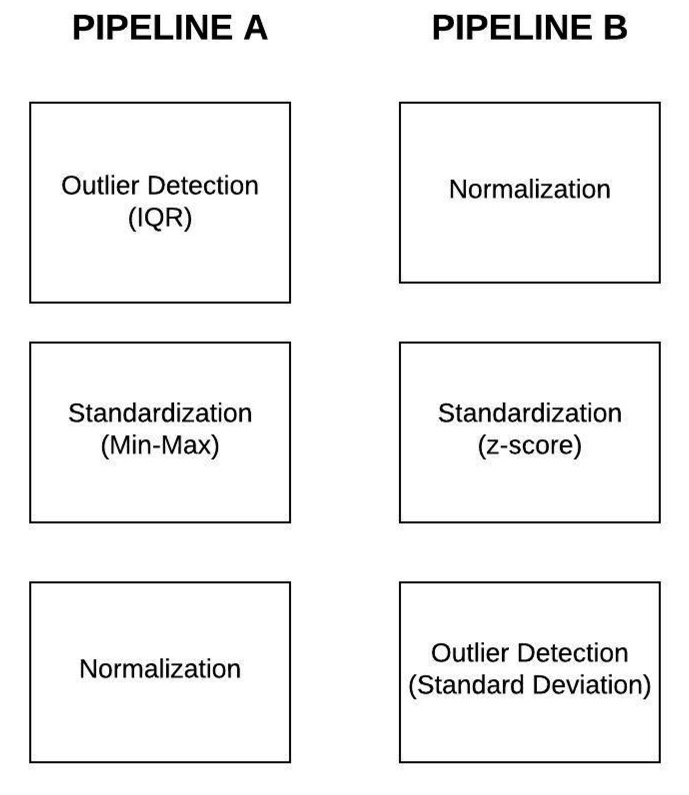 PIPELINE A
Outlier Detection
(IQR)
Standardization
(Min-Max)
Normalization
PIPELINE B
Normalization
Standardization
(z-score)
Outlier Detection
(Standard Deviation)